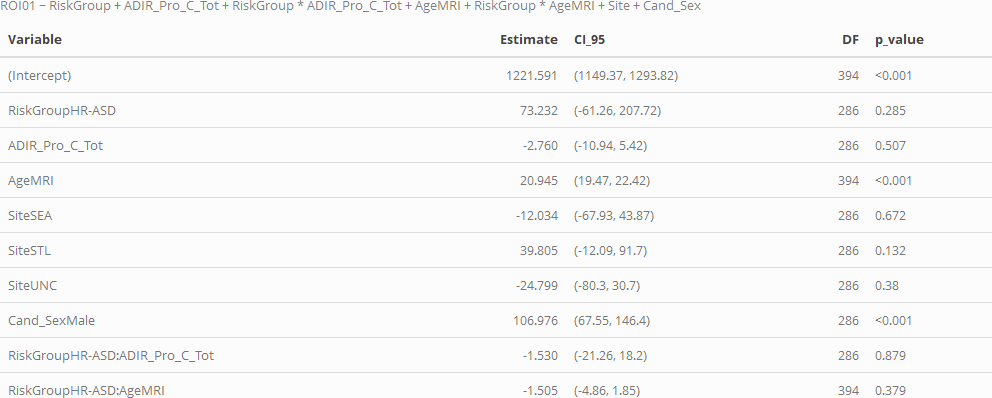 ROI01 ~ RiskGroup + ADIR_Pro_C_Tot + RiskGroup * ADIR_Pro_C_Tot + AgeMRI + RiskGroup * AgeMRI + Site + Cand_Sex
Variable Estimate CI_95 DF p_value
(Intercept) 1221.591 (1149.37, 1293.82) 394 <0.001
RiskGroupHR-ASD 73.232 (-61.26, 207.72) 286 0.285
ADIR_Pro_C_Tot -2.760 (-10.94, 5.42) 286 0.507
AgeMRI 20.945 (19.47, 22.42) 394 <0.001
SiteSEA -12.034 (-67.93, 43.87) 286 0.672
SiteSTL 39.805 (-12.09, 91.7) 286 0.132
SiteUNC -24.799 (-80.3, 30.7) 286 0.38
Cand_SexMale 106.976 (67.55, 146.4) 286 <0.001
RiskGroupHR-ASD:ADIR_Pro_C_Tot -1.530 (-21.26, 18.2) 286 0.879
RiskGroupHR-ASD:AgeMRI -1.505 (-4.86, 1.85) 394 0.379